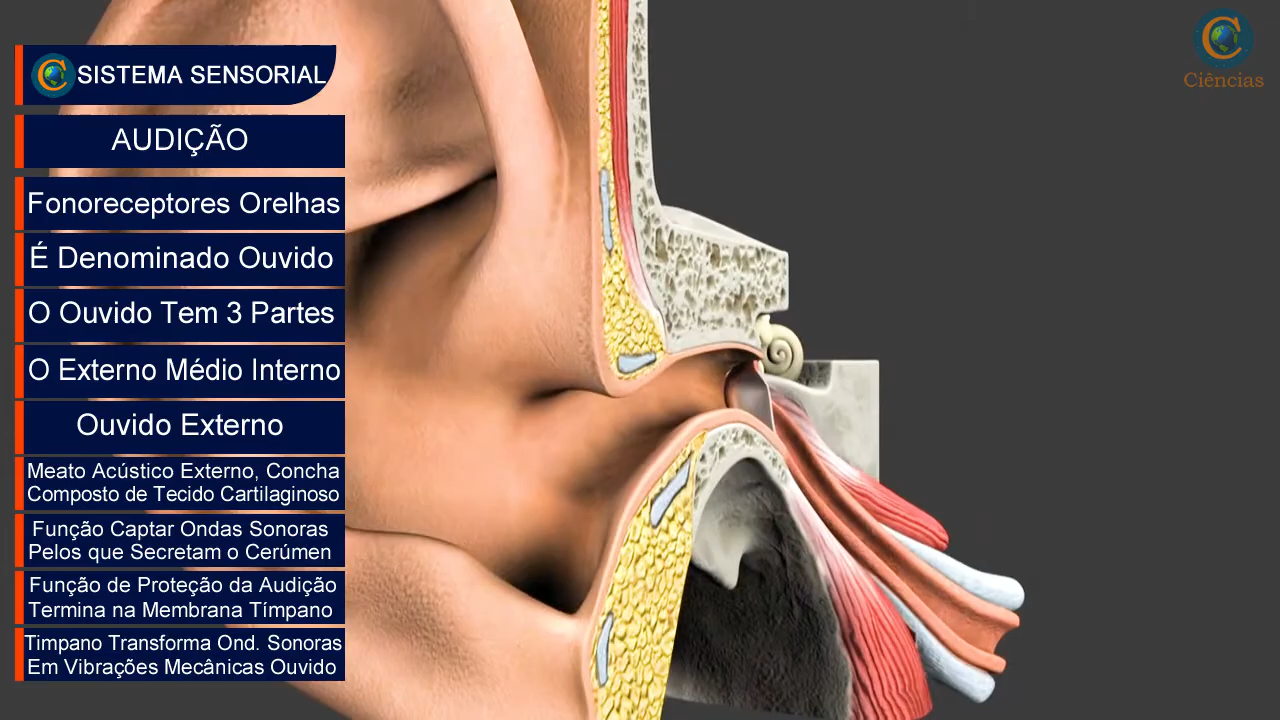 SISTEMA SENSORIAL
AUDIÇÃO
Fonoreceptores Orelhas
É Denominado Ouvido
O Ouvido Tem 3 Partes
O Externo Médio Interno
Ouvido Externo
Meato Acústico Externo, Concha
Composto de Tecido Cartilaginoso
Função Captar Ondas Sonoras
Pelos que Secretam o Cerúmen
Função de Proteção da Audição
Termina na Membrana Tímpano
Timpano Transforma Ond. Sonoras
Em Vibrações Mecânicas Ouvido
Ciências